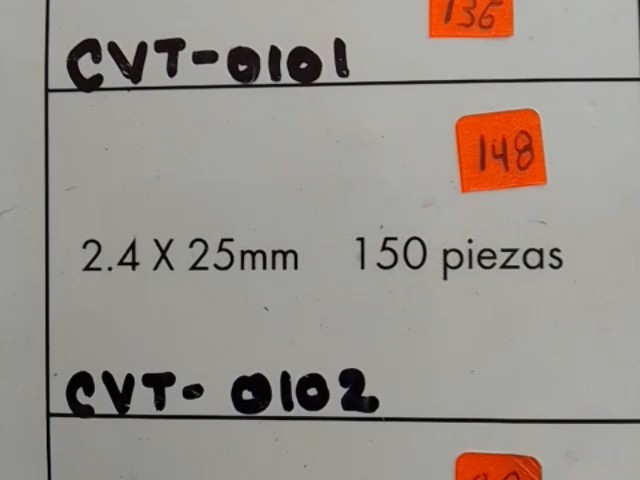 136
CVT-0101
148
2.4 X 25mm 150 piezas
CVT-0102